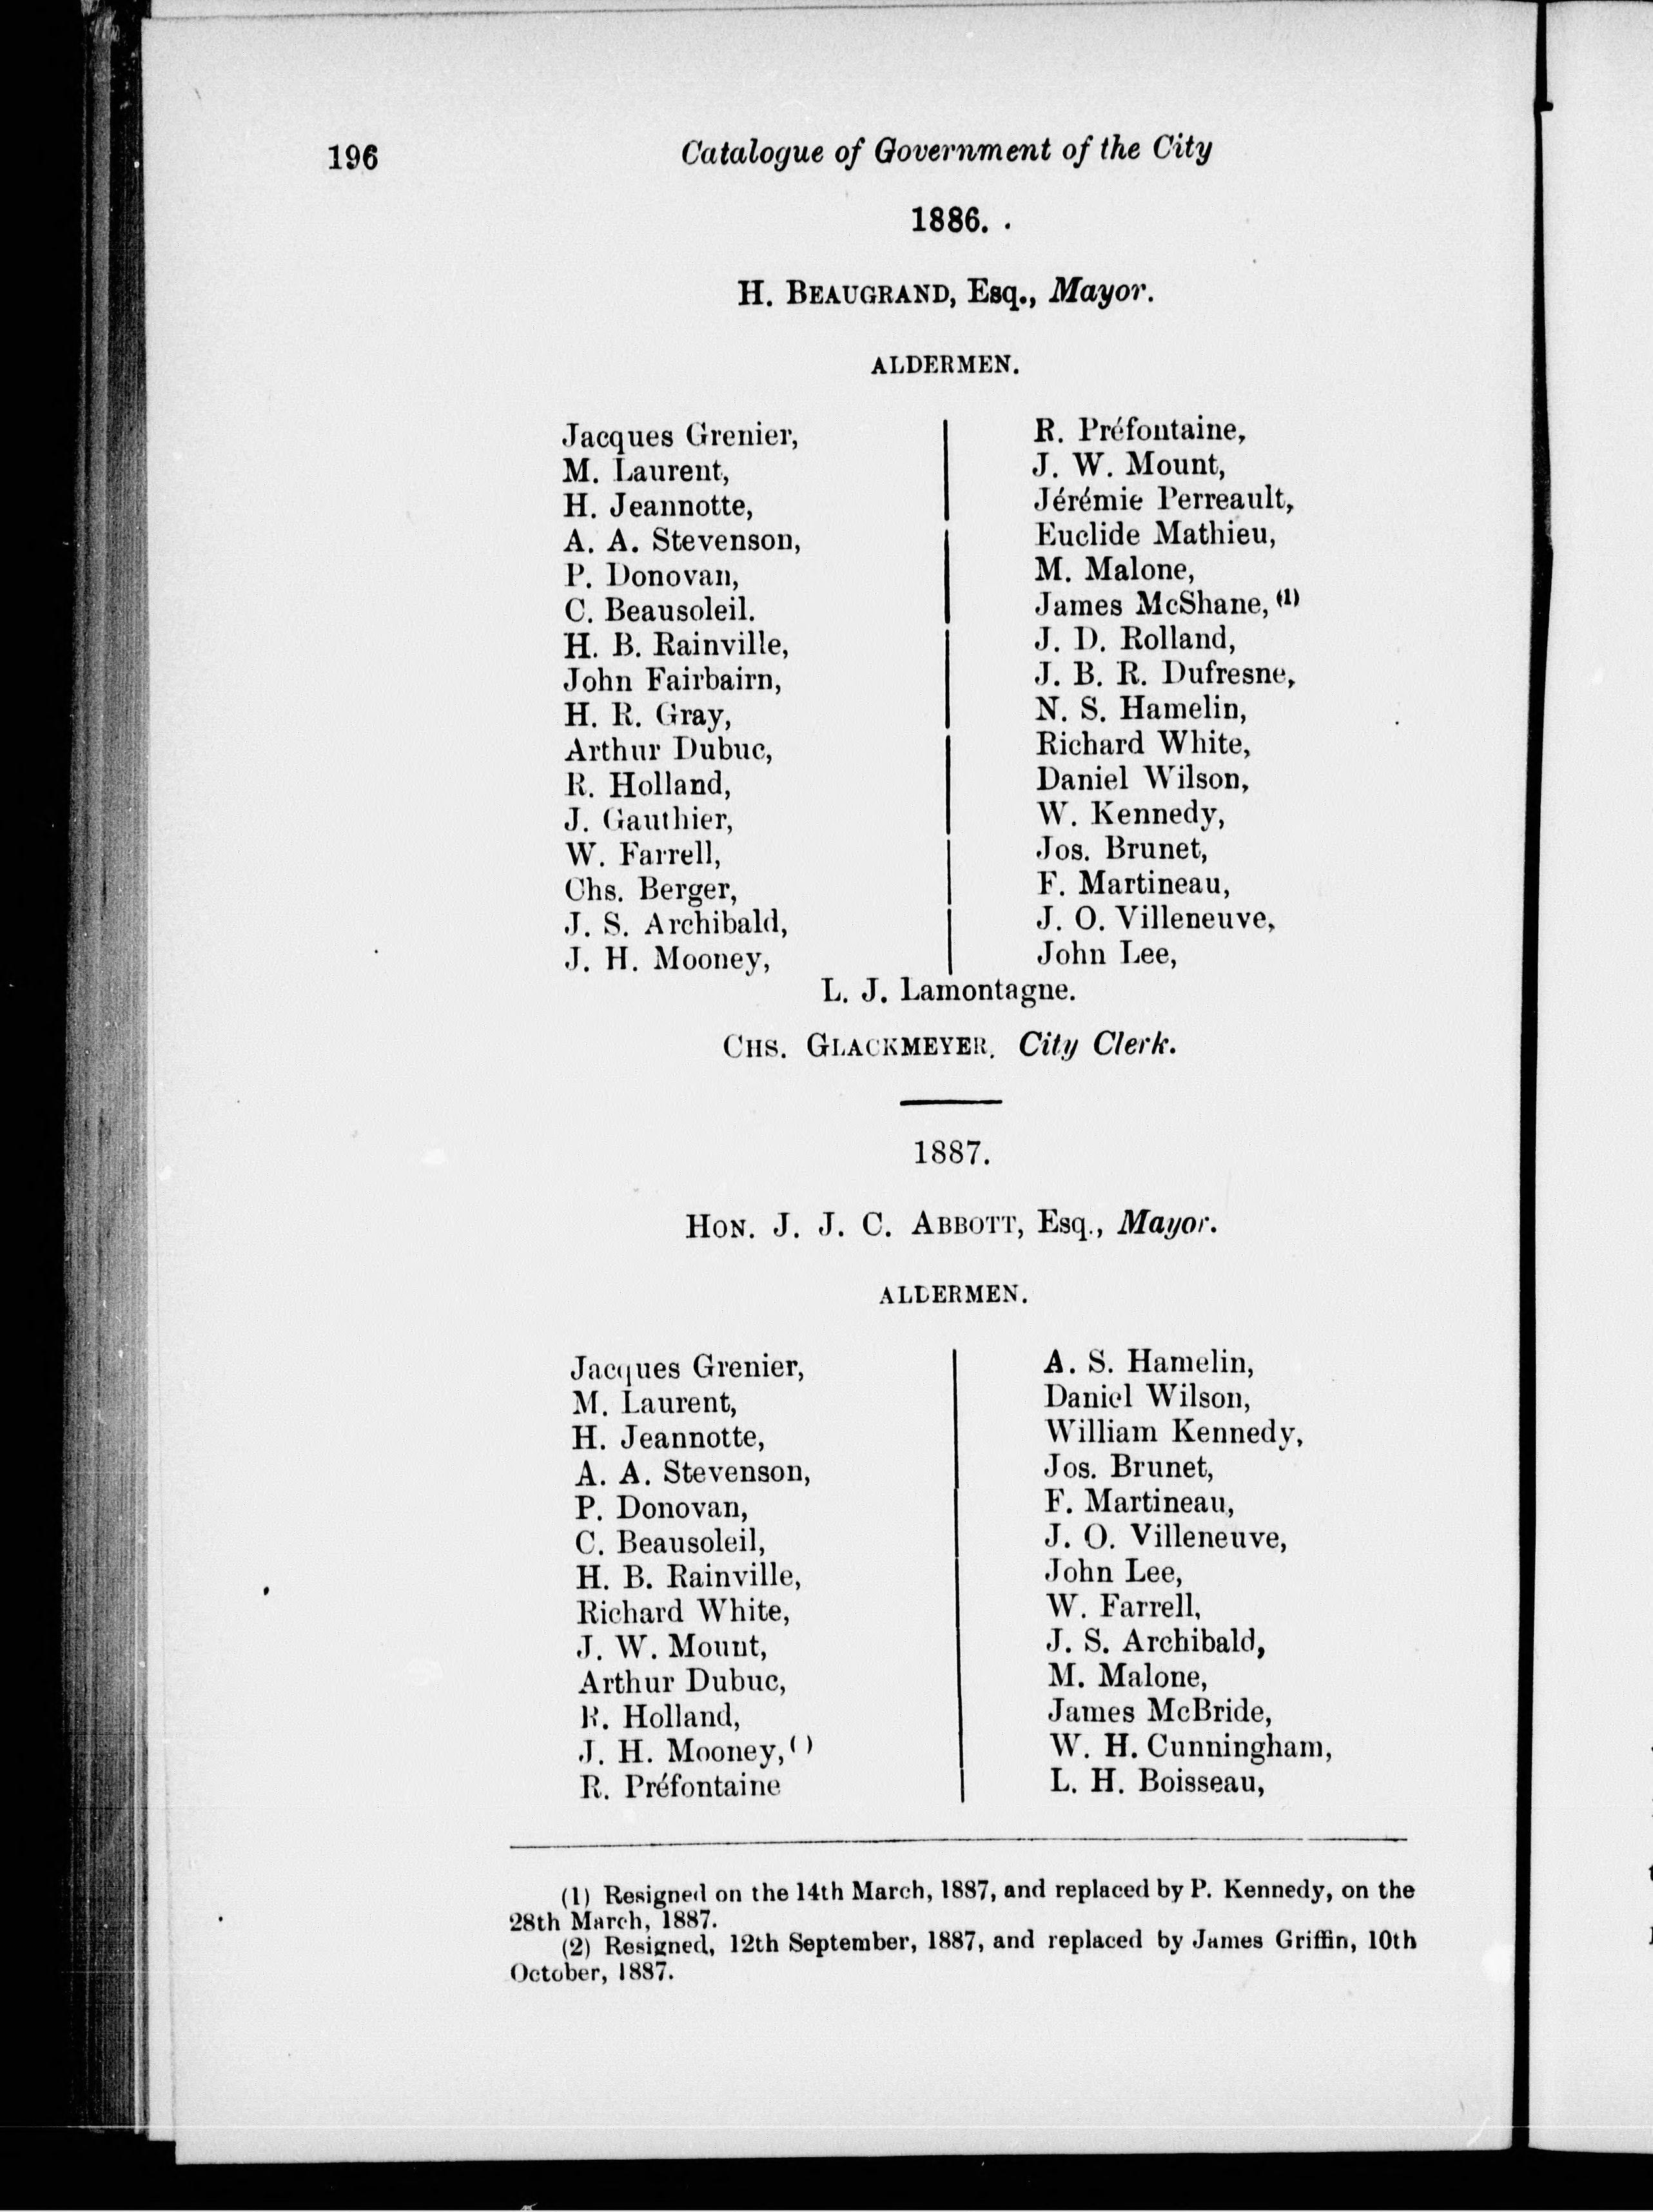 196
Catalogue of Government of the City
1886.
H. BEAUGRAND, Esq., Mayor.
ALDERMEN.
Jacques Grenier,
M. Laurent,
H. Jeannotte,
A. A. Stevenson,
P. Donovan,
C. Beausoleil.
H. B. Rainville,
John Fairbairn,
H. R. Gray,
Arthur Dubuc,
R. Holland,
J. Gauthier,
W. Farrell,
Chs. Berger,
J. S. Archibald,
J. H. Mooney,
R. Préfontaine,
J. W. Mount,
Jérémie Perreault,
Euclide Mathieu,
M. Malone,
James McShane, (1)
J. D. Rolland,
J. B. R. Dufresne,
N. S. Hamelin,
Richard White,
Daniel Wilson,
W. Kennedy,
Jos. Brunet,
F. Martineau,
J. O. Villeneuve,
John Lee,
L. J. Lamontagne.
CHS. GLACKMEYER. City Clerk.
1887.
HON. J. J. C. ABBOTT, Esq., Mayor.
ALDERMEN.
Jacques Grenier,
M. Laurent,
H. Jeannotte,
A. A. Stevenson,
P. Donovan,
C. Beausoleil,
H. B. Rainville,
Richard White,
J. W. Mount,
Arthur Dubuc,
R. Holland,
J. H. Mooney,( )
R. Préfontaine
A. S. Hamelin,
Daniel Wilson,
William Kennedy,
Jos. Brunet,
F. Martineau,
J. O. Villeneuve,
John Lee,
W. Farrell,
J. S. Archibald,
M. Malone,
James McBride,
W. H. Cunningham,
L. H. Boisseau,
(1) Resigned on the 14th March, 1887, and replaced by P. Kennedy, on the
28th March, 1887.
(2) Resigned, 12th September, 1887, and replaced by James Griffin, 10th
October, 1887.